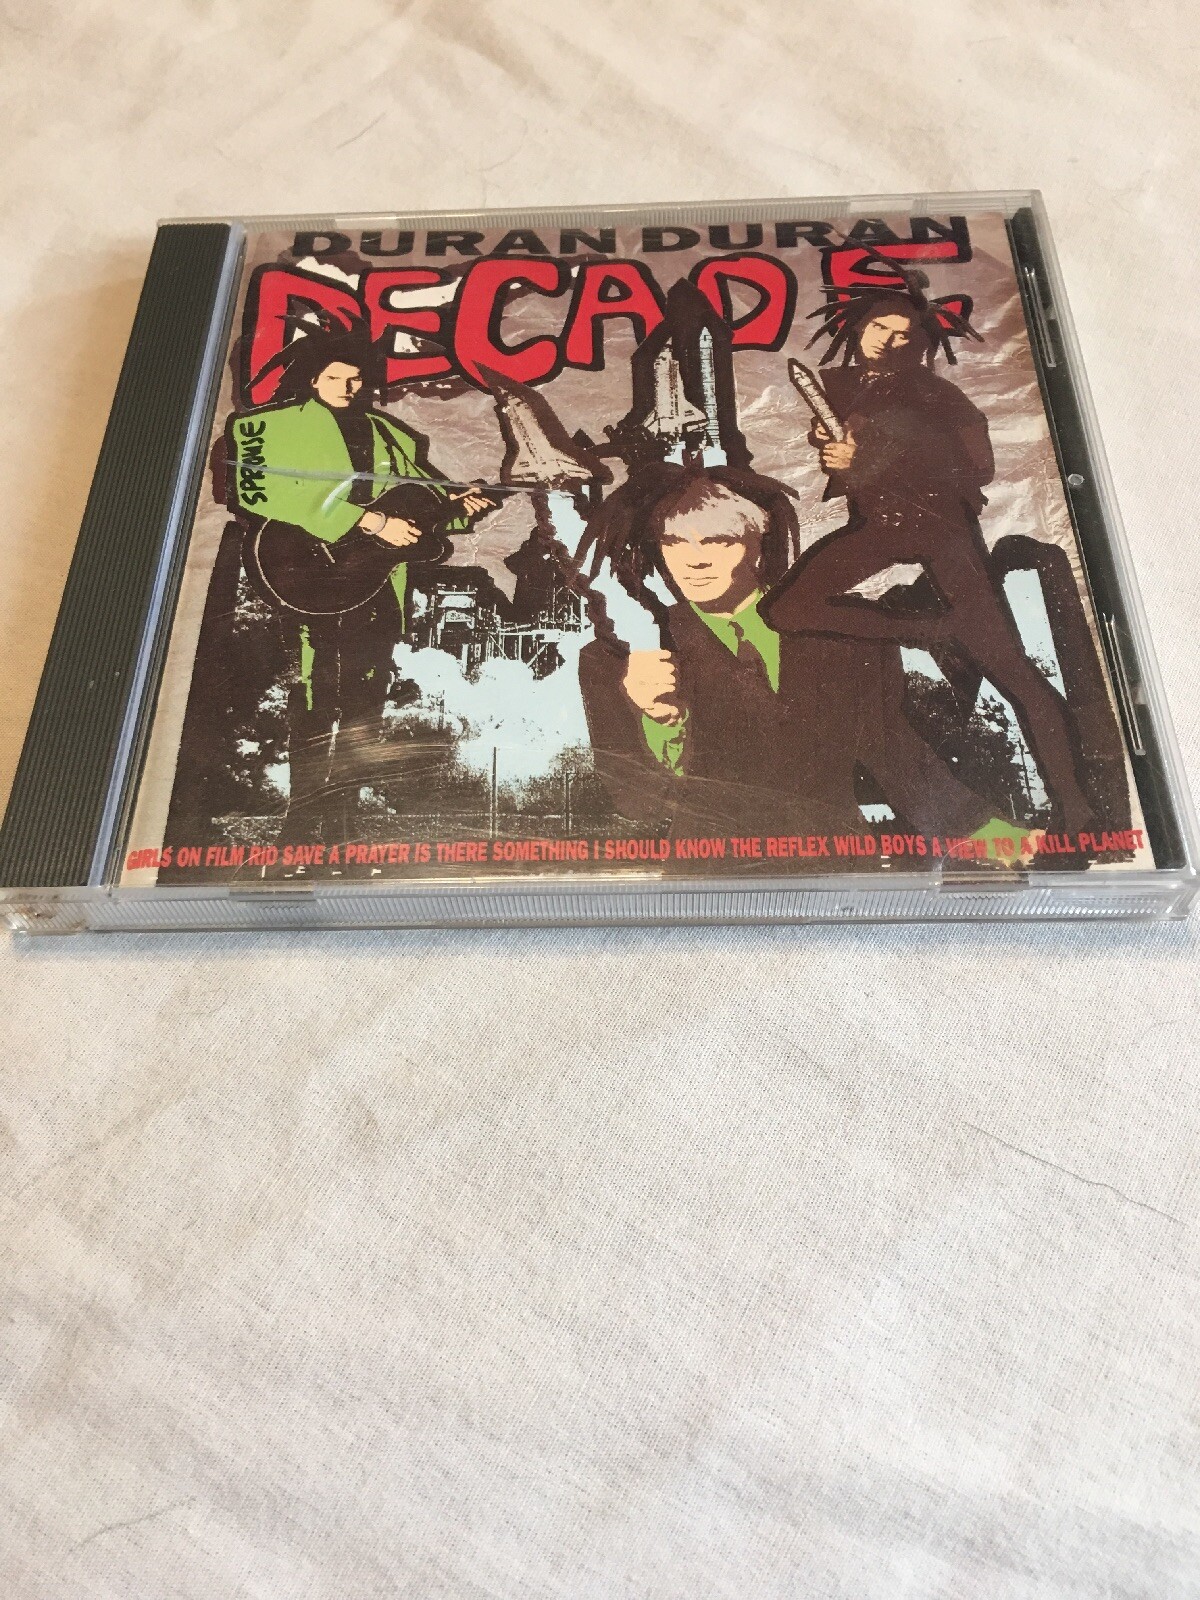 DURAN DURAN
DECADE
SPROUSE
GIRLS ON FILM RIO SAVE A PRAYER IS THERE SOMETHING I SHOULD KNOW THE REFLEX WILD BOYS A VIEW TO A KILL PLANET